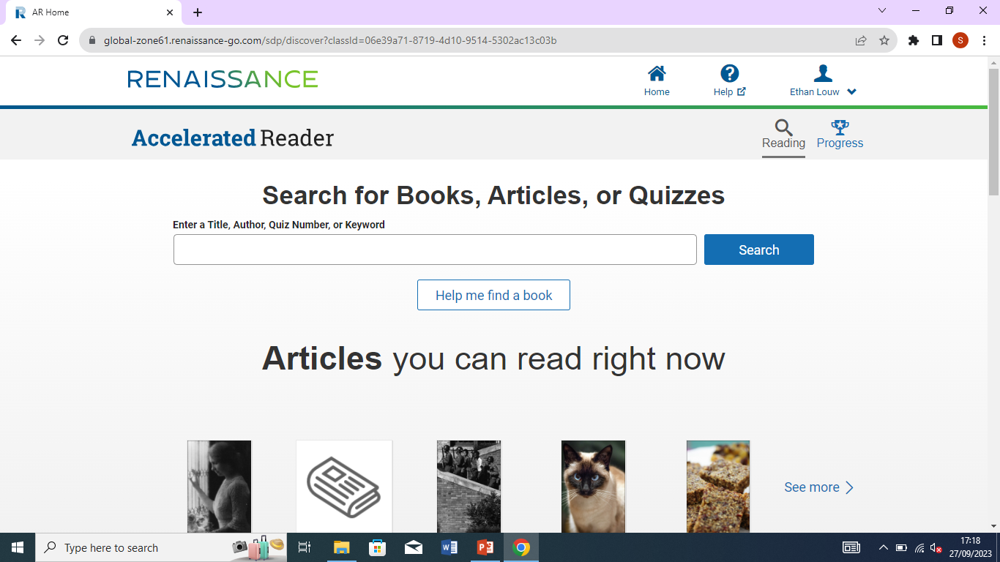 AR Home
global-zone61.renaissance-go.com/sdp/discover?classId=06e39a71-8719-4d10-9514-5302ac13c03b
S
RENAISSANCE
Home
Help
Ethan Louw
Accelerated Reader
Reading
Progress
Search for Books, Articles, or Quizzes
Enter a Title, Author, Quiz Number, or Keyword
Search
Help me find a book
Articles you can read right now
See more
Type here to search
17:18
27/09/2023